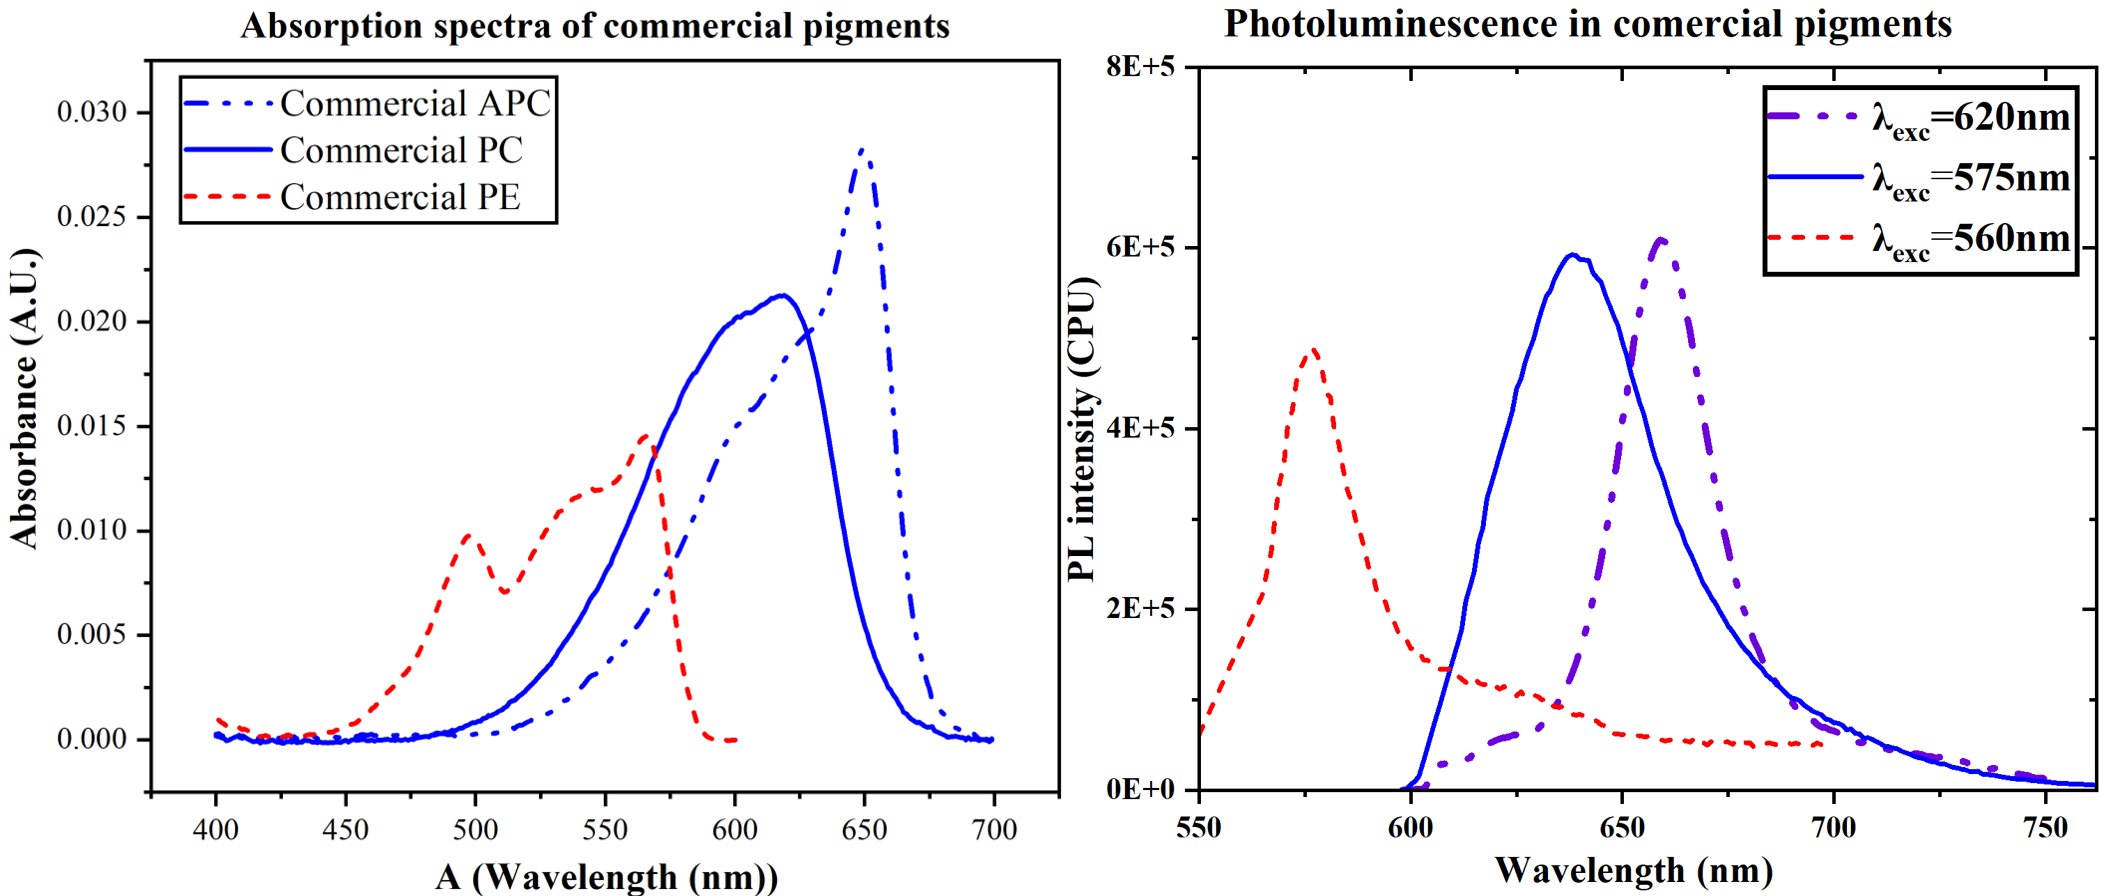 Absorption spectra of commercial pigments
Commercial APC
Commercial PC
Commercial PE
Absorbance (A.U.)
0.030
0.025
0.020
0.015
0.010
0.005
0.000
400 450 500 550 600 650 700
A (Wavelength (nm))
Photoluminescence in comercial pigments
λexc=620nm
λexc=575nm
λexc=560nm
PL intensity (CPU)
8E+5
6E+5
4E+5
2E+5
0E+0
550 600 650 700 750
Wavelength (nm)